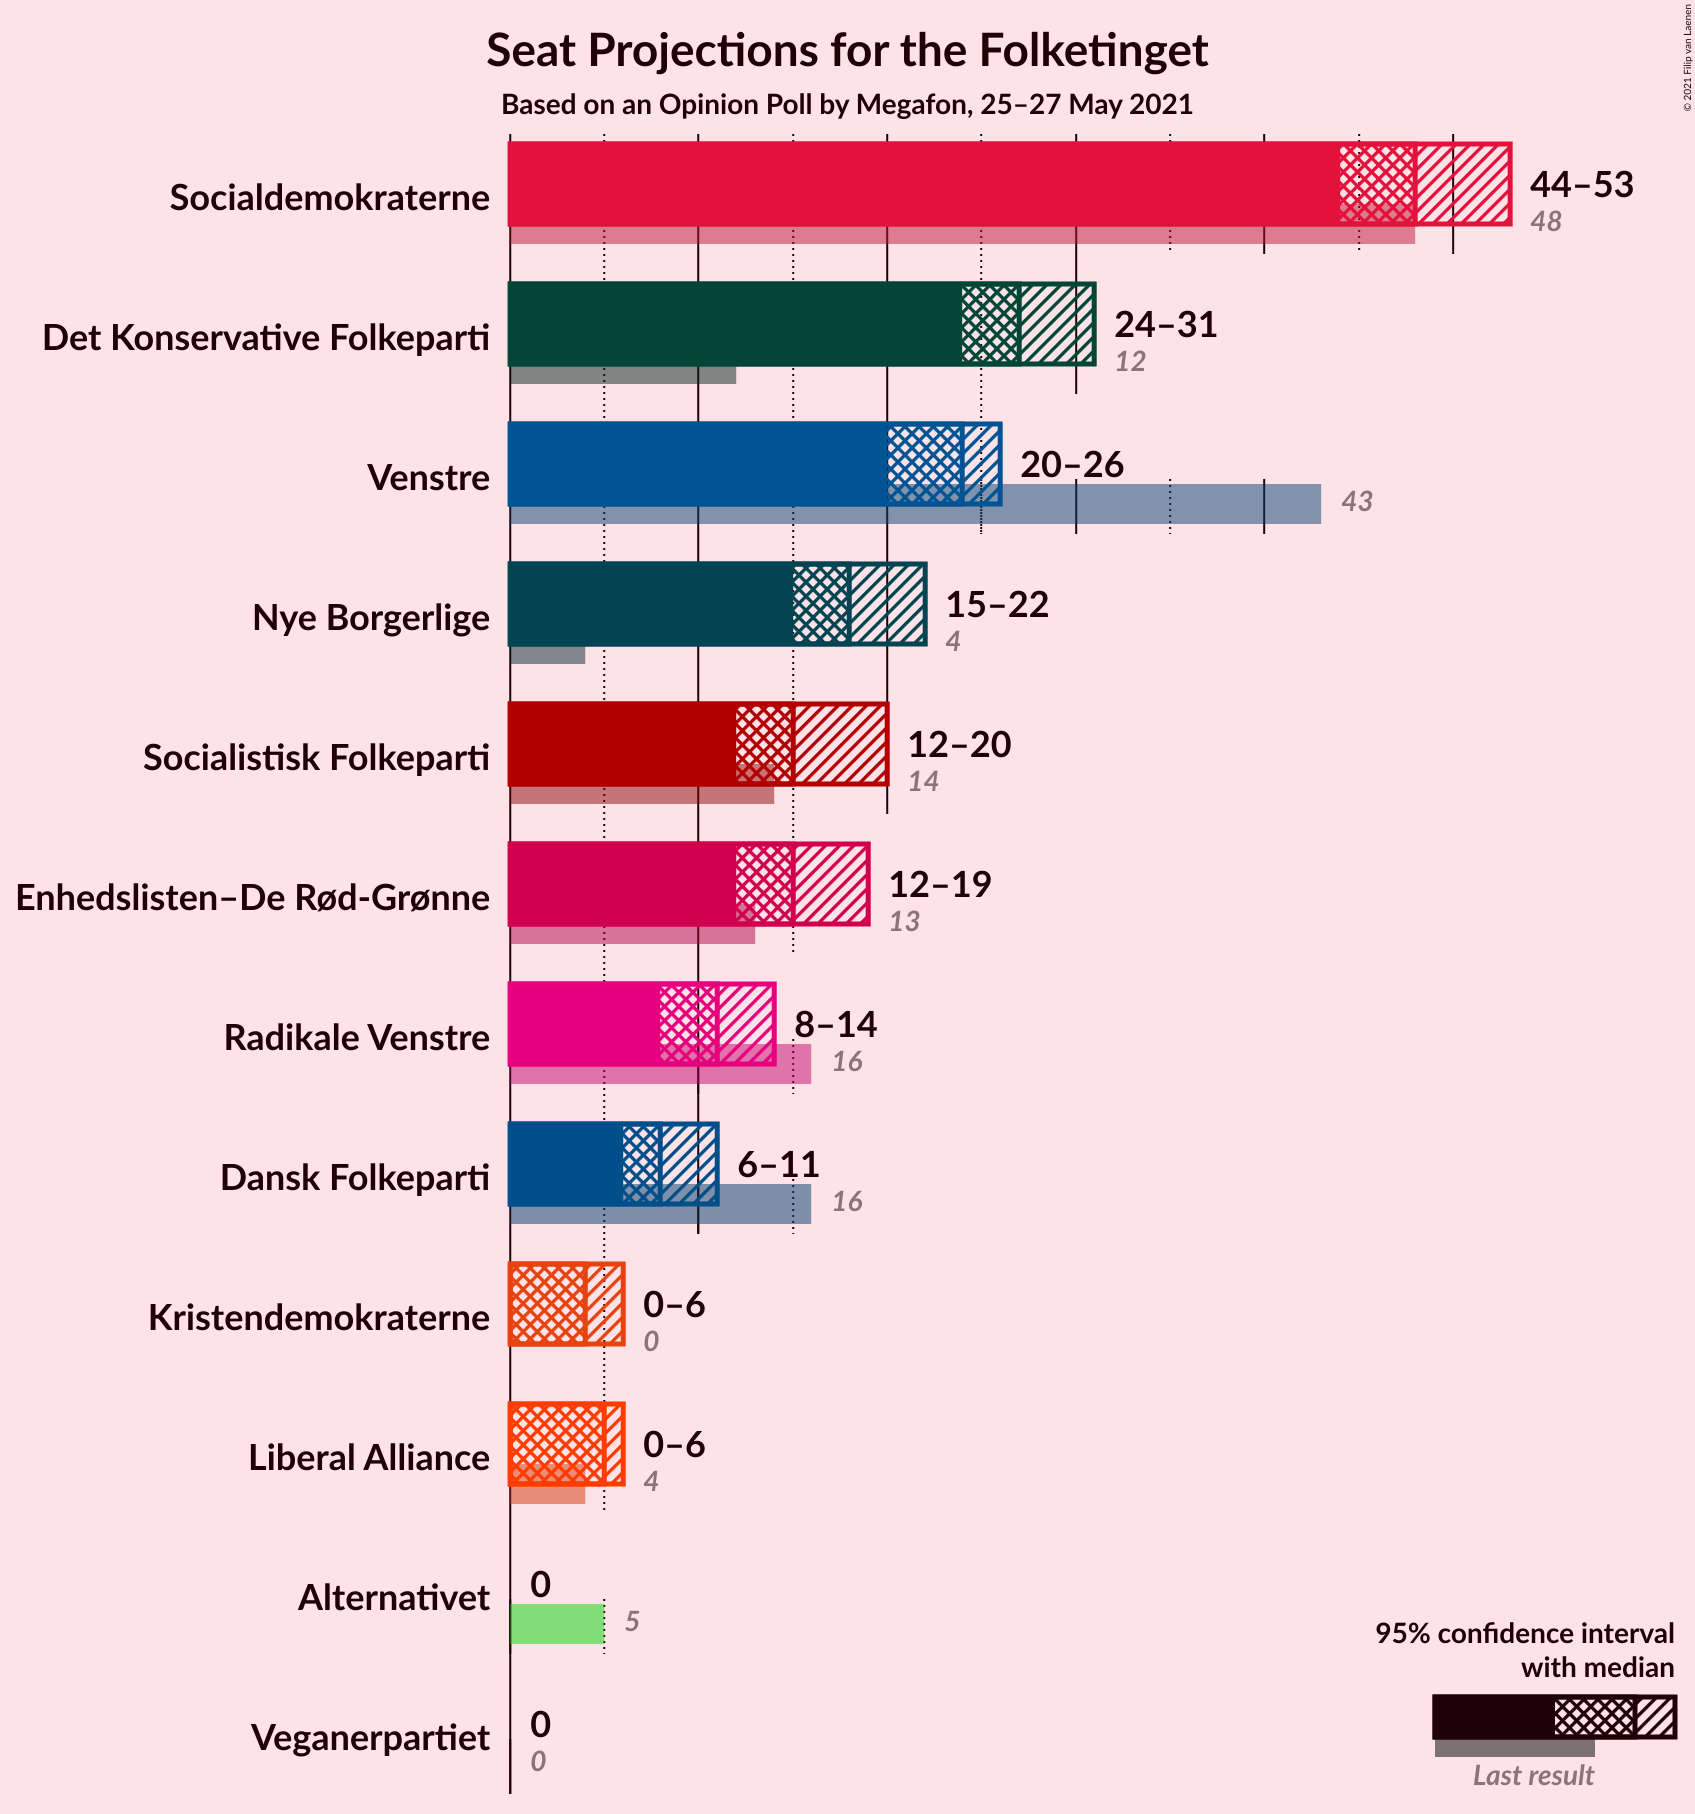 Seat Projections for the Folketinget
Based on an Opinion Poll by Megafon, 25–27 May 2021
© 2021 Filip van Laenen
Socialdemokraterne
44–53
48
Det Konservative Folkeparti
24–31
12
Venstre
20–26
43
Nye Borgerlige
15–22
4
Socialistisk Folkeparti
12–20
14
Enhedslisten–De Rød-Grønne
12–19
13
Radikale Venstre
8–14
16
Dansk Folkeparti
6–11
16
Kristendemokraterne
0–6
0
Liberal Alliance
0–6
4
Alternativet
0
5
Veganerpartiet
0
0
95% confidence interval
with median
Last result